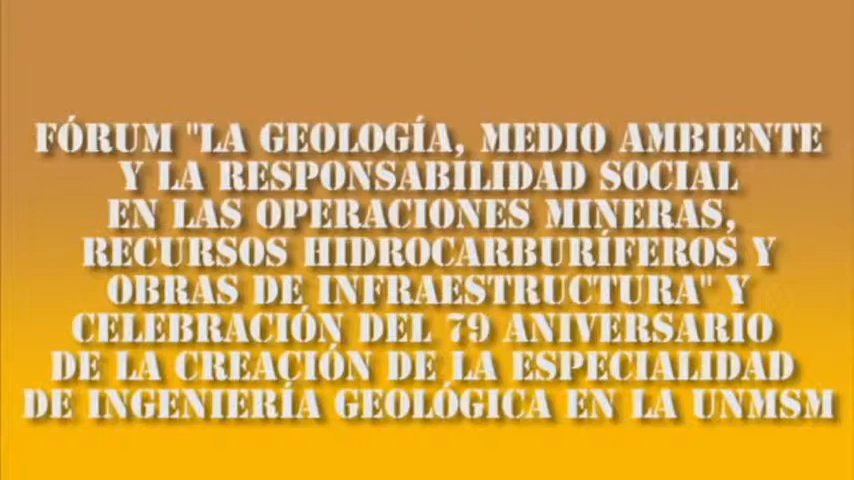 FÓRUM "LA GEOLOGÍA, MEDIO AMBIENTE
Y LA RESPONSABILIDAD SOCIAL
EN LAS OPERACIONES MINERAS,
RECURSOS HIDROCARBURÍFEROS Y
OBRAS DE INFRAESTRUCTURA" Y
CELEBRACIÓN DEL 79 ANIVERSARIO
DE LA CREACIÓN DE LA ESPECIALIDAD
DE INGENIERÍA GEOLÓGICA EN LA UNMSM